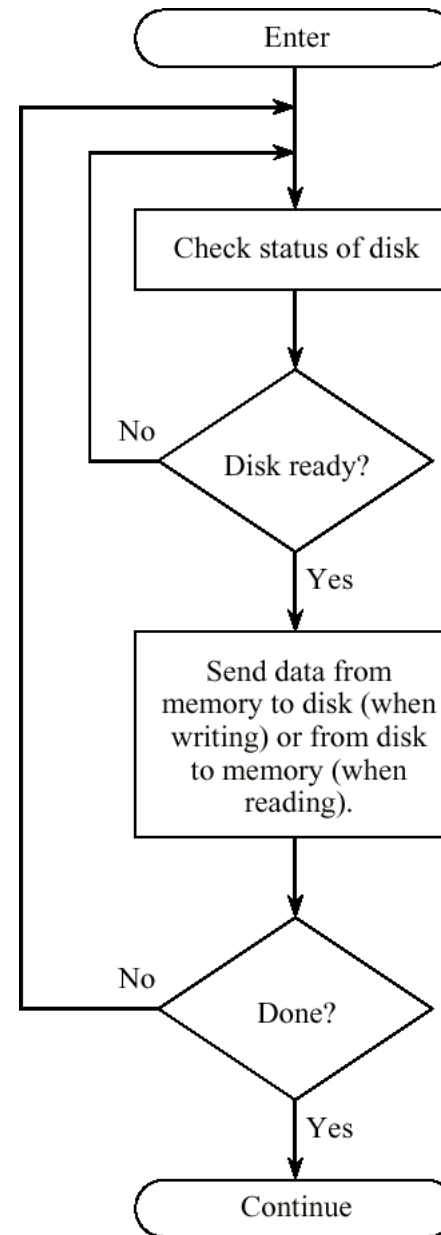 Enter
Check status of disk
No
Disk ready?
Yes
Send data from
memory to disk (when
writing) or from disk
to memory (when
reading).
No
Done?
Yes
Continue